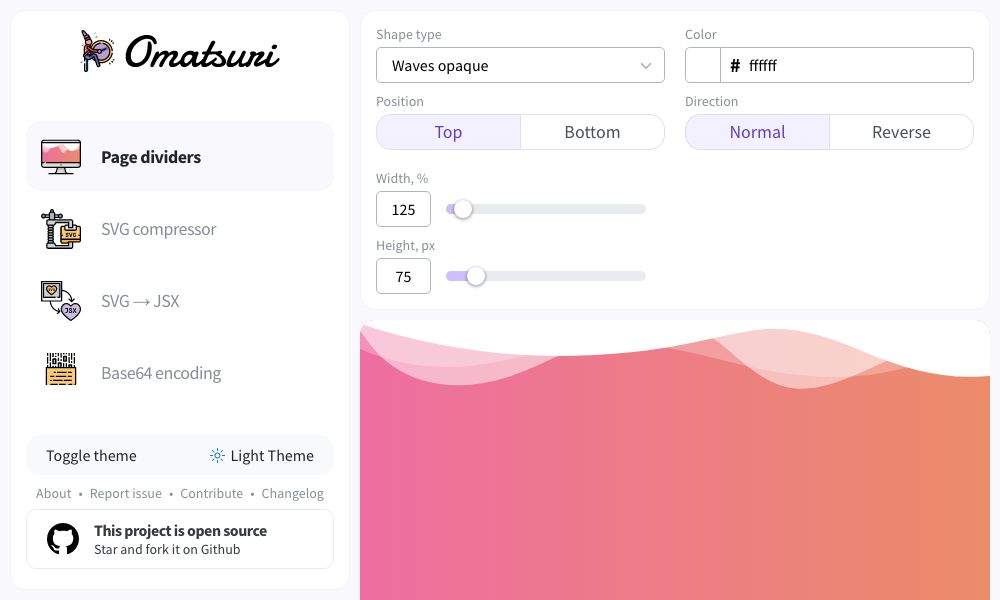 Omatsuri
Page dividers
SVG compressor
SVG → JSX
Base64 encoding
Toggle theme
Light Theme
About • Report issue • Contribute • Changelog
This project is open source
Star and fork it on Github
Shape type
Waves opaque
Color
# ffffff
Position
Top
Bottom
Direction
Normal
Reverse
Width, %
125
Height, px
75
SVG
JSX